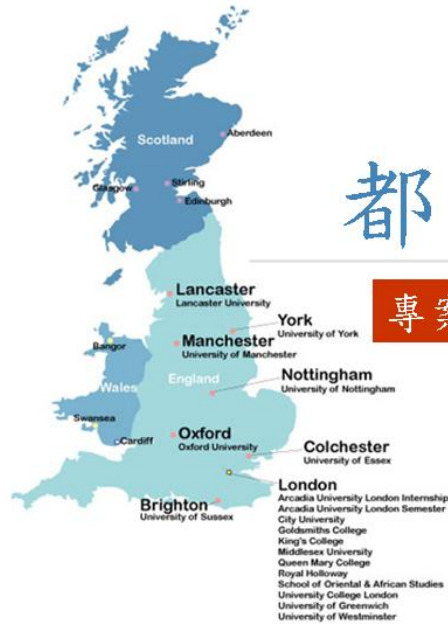 Scotland
Aberdeen
Glasgow
Stirling
Edinburgh
都
專案
Lancaster
Lancaster University
York
University of York
Manchester
University of Manchester
Bangor
Wales
England
Nottingham
University of Nottingham
Swansea
Cardiff
Oxford
Oxford University
Colchester
University of Essex
London
Arcadia University London Internship
Arcadia University London Semester
City University
Goldsmiths College
King's College
Middlesex University
Queen Mary College
Royal Holloway
School of Oriental & African Studies
University College London
University of Greenwich
University of Westminster
Brighton
University of Sussex